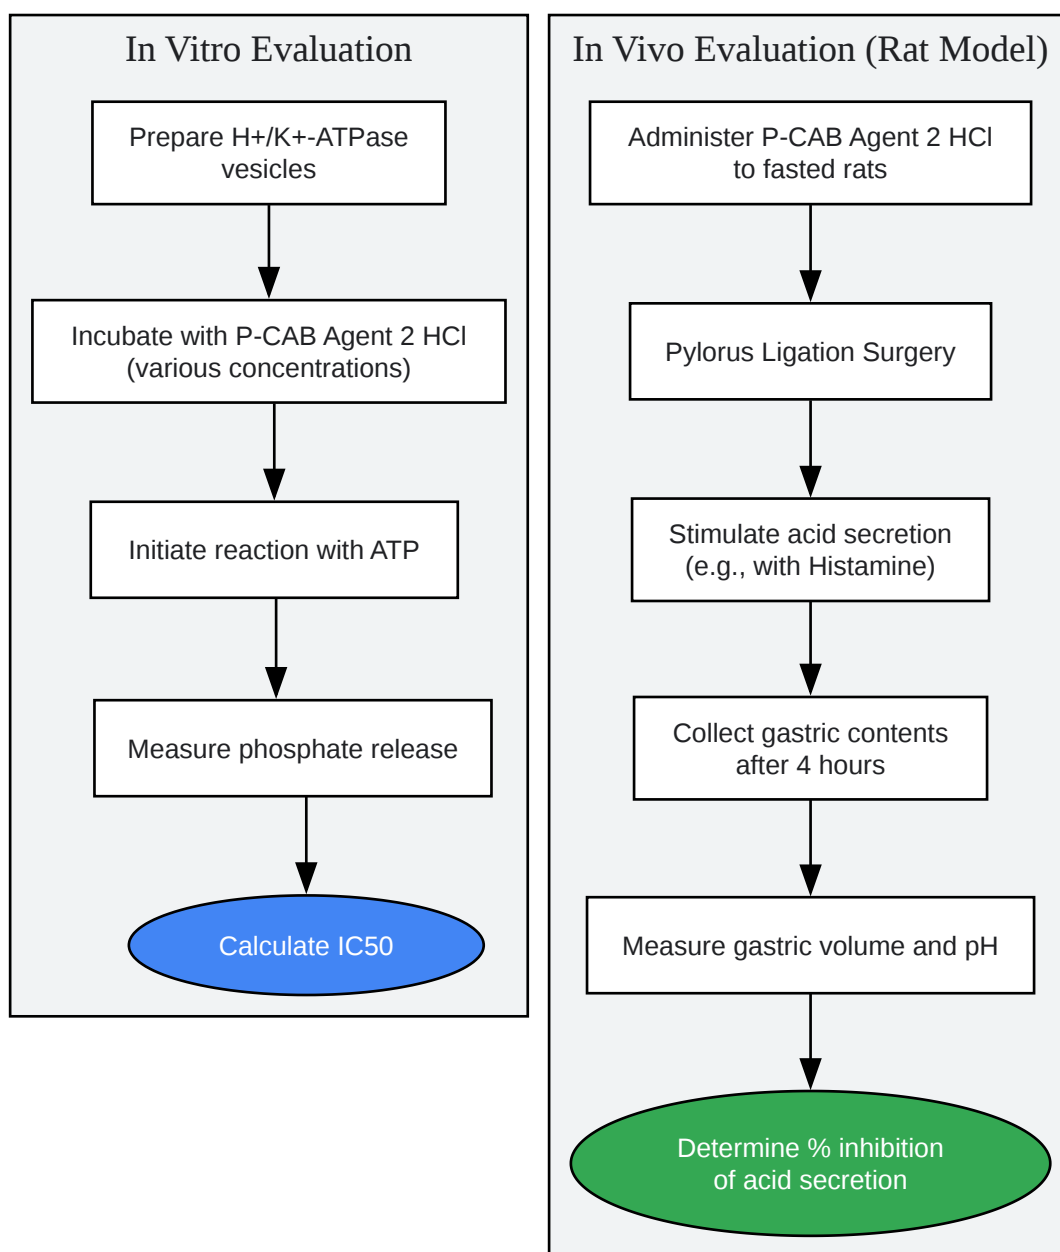 In Vitro Evaluation
Prepare H+/K+-ATPase
vesicles
Incubate with P-CAB Agent 2 HCl
(various concentrations)
Initiate reaction with ATP
Measure phosphate release
Calculate IC50
In Vivo Evaluation (Rat Model)
Administer P-CAB Agent 2 HCl
to fasted rats
Pylorus Ligation Surgery
Stimulate acid secretion
(e.g., with Histamine)
Collect gastric contents
after 4 hours
Measure gastric volume and pH
Determine % inhibition
of acid secretion